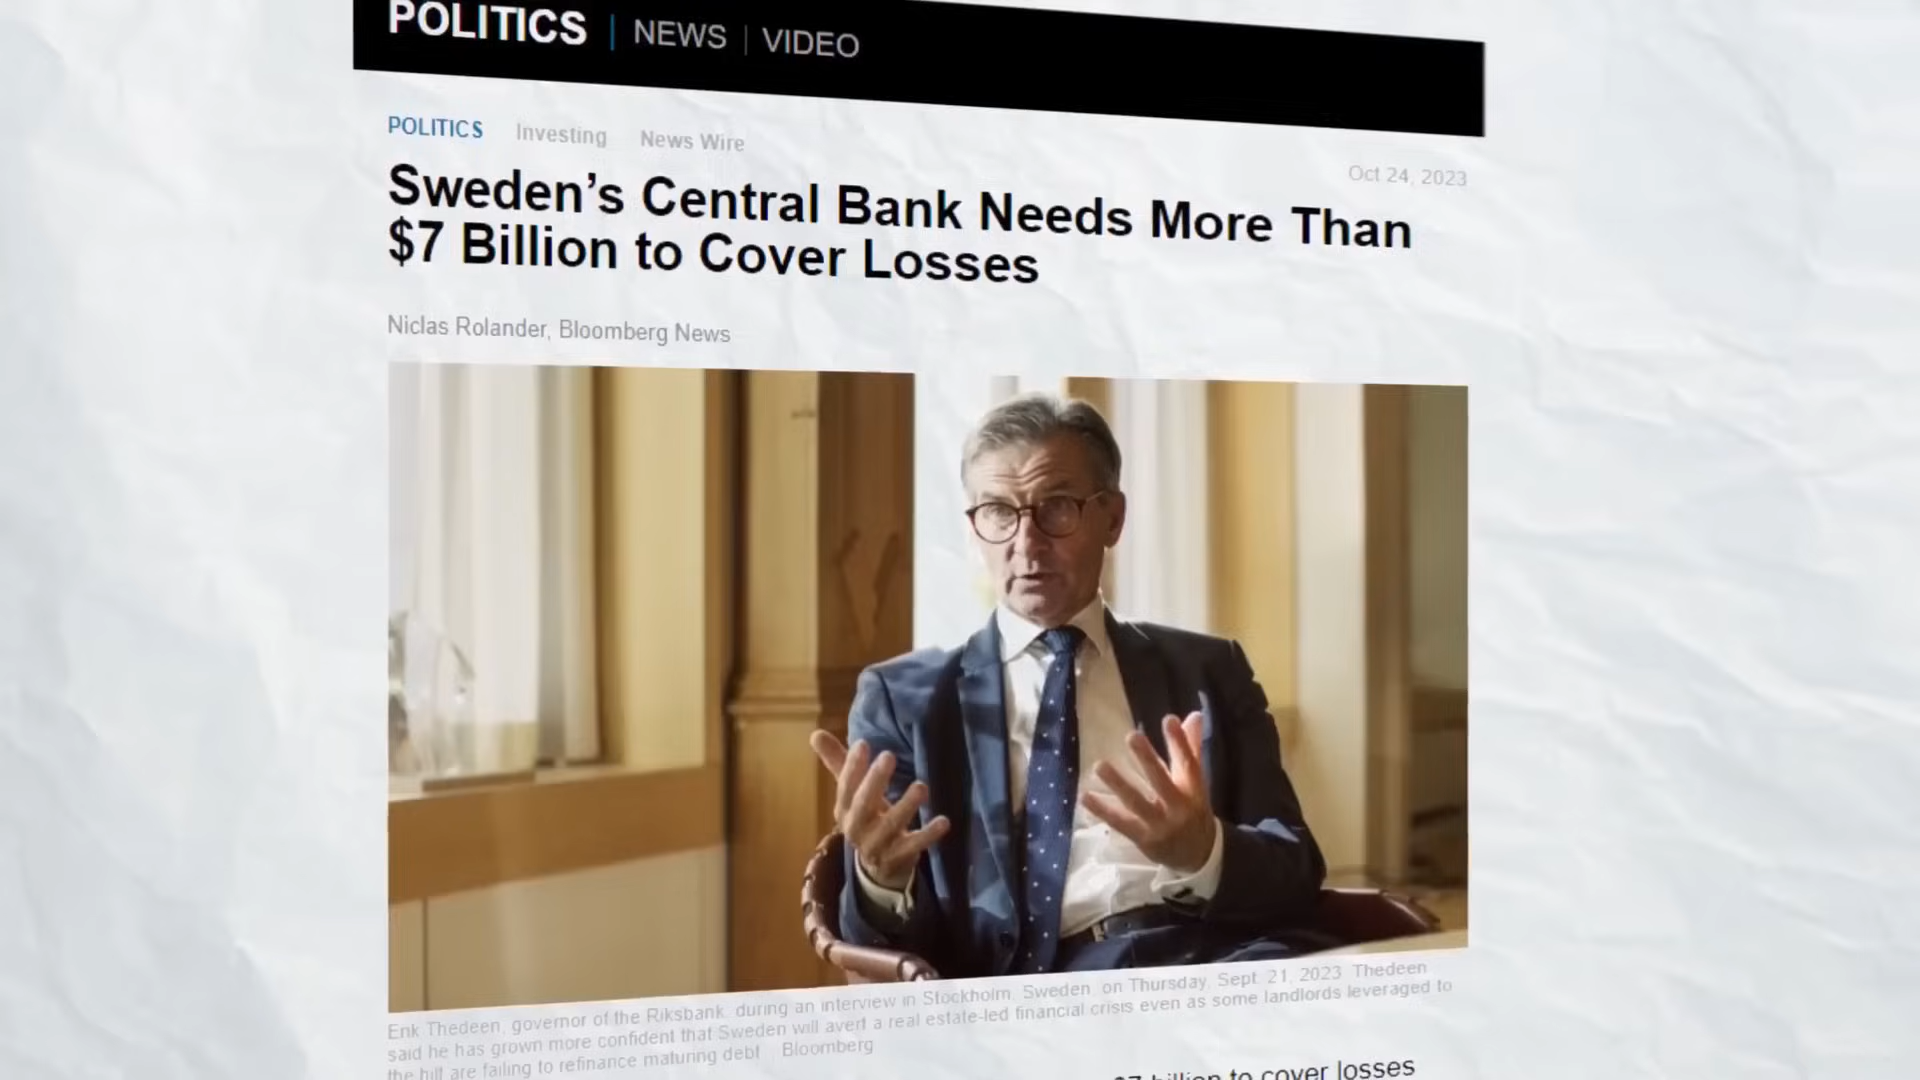 POLITICS | NEWS | VIDEO
POLITICS Investing News Wire
Oct 24, 2023
Sweden’s Central Bank Needs More Than
$7 Billion to Cover Losses
Niclas Rolander, Bloomberg News
Erik Thedeen, governor of the Riksbank, during an interview in Stockholm, Sweden, on Thursday, Sept. 21, 2023. Thedeen
said he has grown more confident that Sweden will avert a real estate-led financial crisis even as some landlords leveraged to
the hilt are failing to refinance maturing debt. , Bloomberg
$7 billion to cover losses